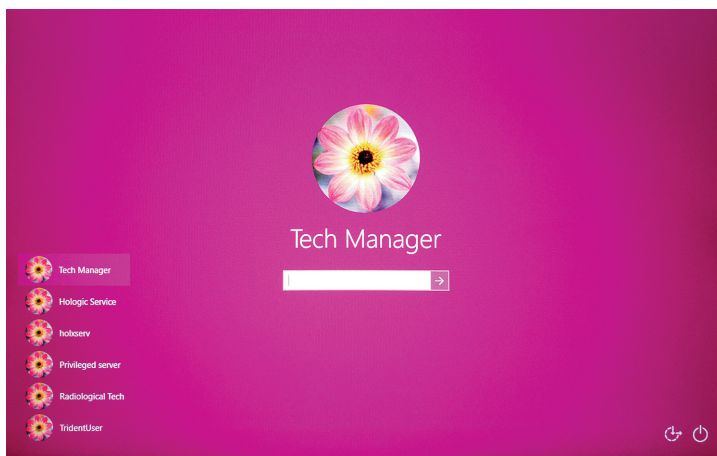 Tech Manager
Tech Manager
Hologic Service
holxserv
Privileged server
Radiological Tech
TridentUser